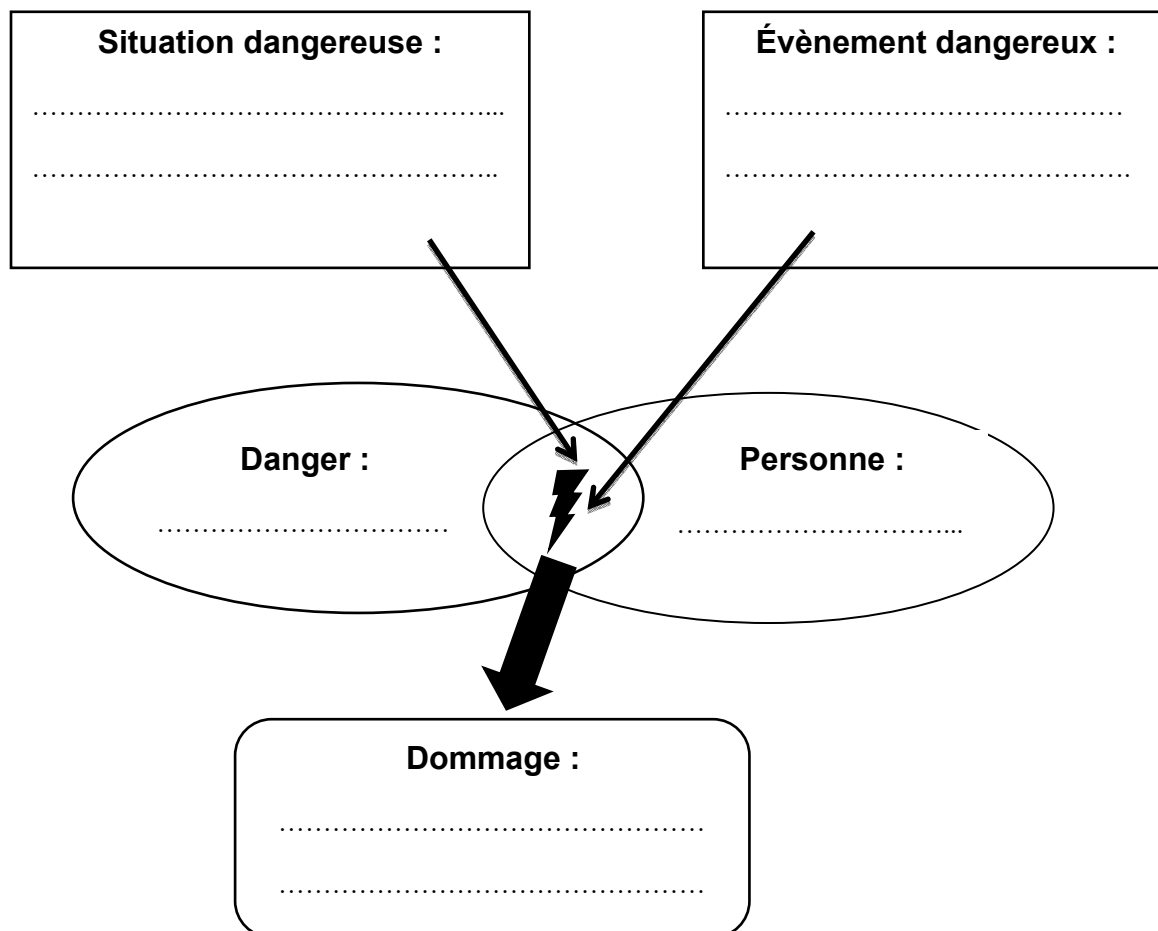 Situation dangereuse :
……………………………………………...
……………………………………………..
Évènement dangereux :
………………………………………
……………………………………….
Danger :
……………………………
Personne :
…………………………...
Dommage :
…………………………………………
…………………………………………